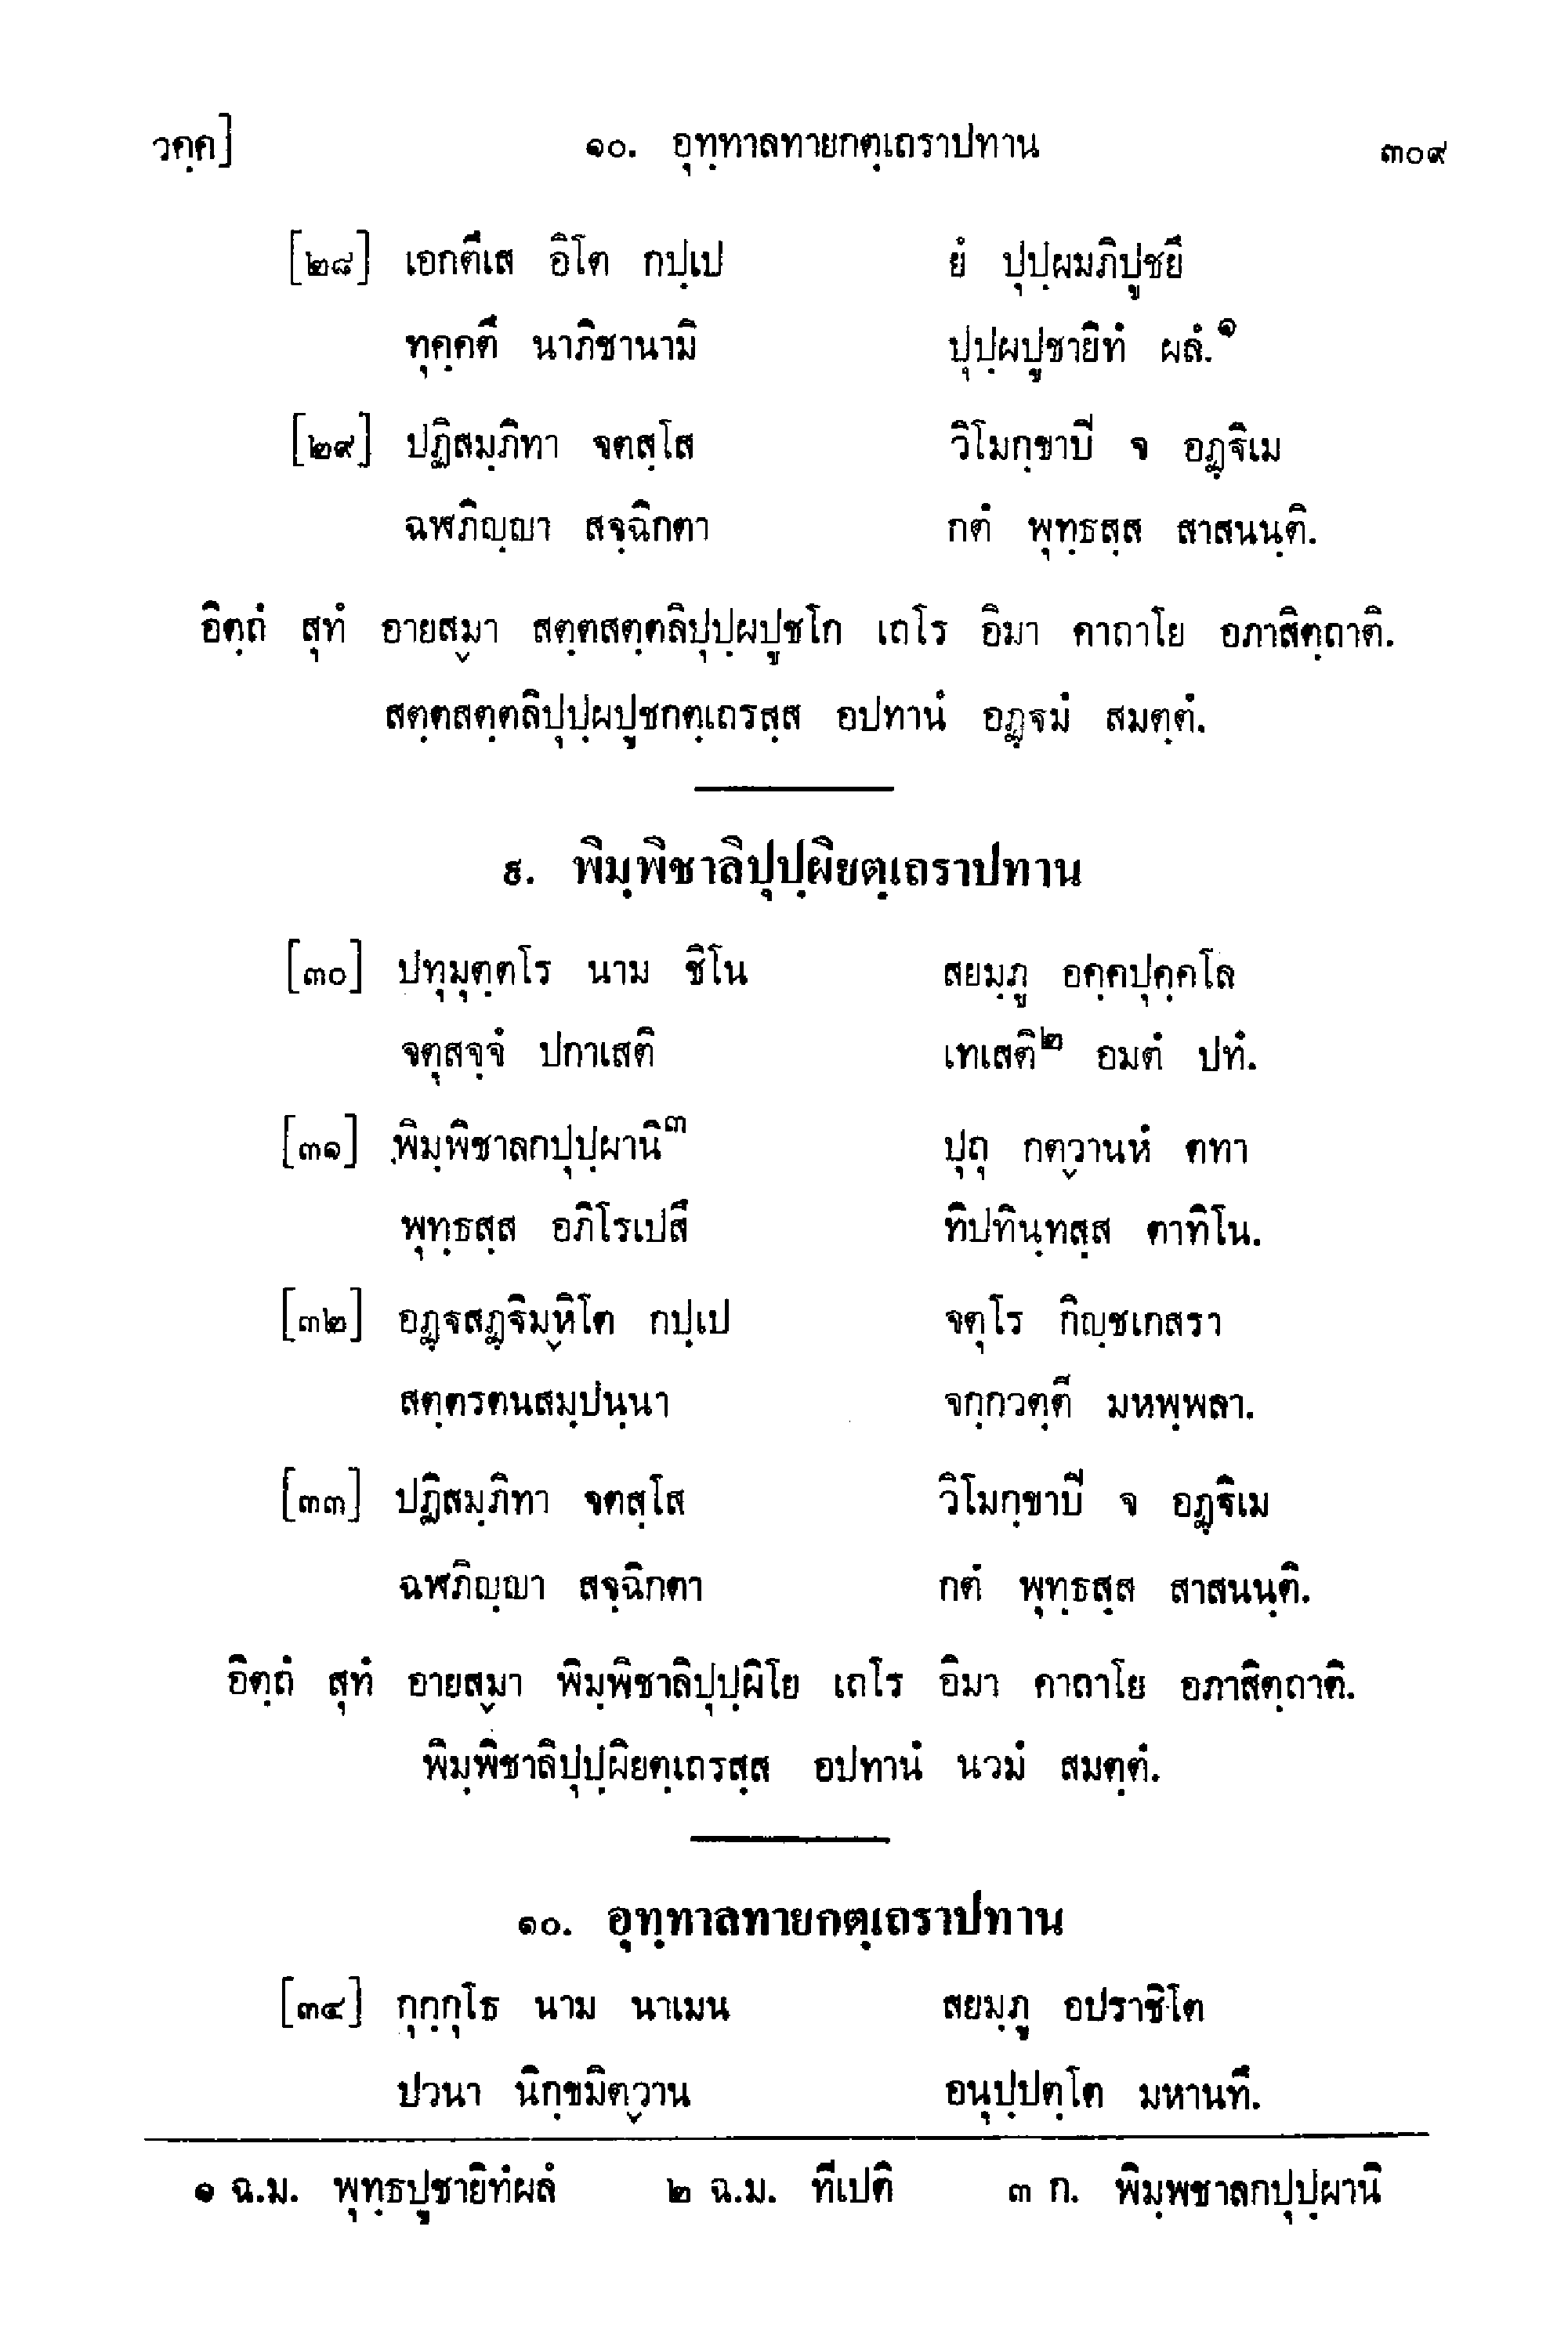 วคฺค] ๑๐. อุทฺทาลทายกตฺเถราปทาน ๓๐๙
[๒๘] เอกตึเส อิโต กปฺเป ยํ ปุปฺผมภิปูชยึ
ทุคฺคตึ นาภิชานามิ ปุปฺผปูชายิทํ ผลํ.๑
[๒๙] ปฏิสมฺภิทา จตสฺโส วิโมกฺขาปี จ อฏฺฐิเม
ฉฬภิญฺญา สจฺฉิกตา กตํ พุทฺธสฺส สาสนนฺติ.
อิตฺถํ สุทํ อายสฺมา สตฺตสตฺตลิปุปฺผปูชโก เถโร อิมา คาถาโย อภาสิตฺถาติ.
สตฺตสตฺตลิปุปฺผปูชกตฺเถรสฺส อปทานํ อฏฺฐมํ สมตฺตํ.
๙. พิมฺพิชาลิปุปฺผิยตฺเถราปทาน
[๓๐] ปทุมุตฺตโร นาม ชิโน สยมฺภู อคฺคปุคฺคโล
จตุสจฺจํ ปกาเสติ เทเสติ๒ อมตํ ปทํ.
[๓๑] พิมฺพิชาลกปุปฺผานิ๓ ปุถุ กตฺวานหํ ตทา
พุทฺธสฺส อภิโรเปสึ ทิปทินฺทสฺส ตาทิโน.
[๓๒] อฏฺฐสฏฺฐิมฺหิโต กปฺเป จตุโร กิญฺชเกสรา
สตฺตรตนสมฺปนฺนา จกฺกวตฺตี มหพฺพลา.
[๓๓] ปฏิสมฺภิทา จตสฺโส วิโมกฺขาปี จ อฏฺฐิเม
ฉฬภิญฺญา สจฺฉิกตา กตํ พุทฺธสฺส สาสนนฺติ.
อิตฺถํ สุทํ อายสฺมา พิมฺพิชาลิปุปฺผิโย เถโร อิมา คาถาโย อภาสิตฺถาติ.
พิมฺพิชาลิปุปฺผิยตฺเถรสฺส อปทานํ นวมํ สมตฺตํ.
๑๐. อุทฺทาลทายกตฺเถราปทาน
[๓๔] กุกฺกุโธ นาม นาเมน สยมฺภู อปราชิโต
ปวนา นิกฺขมิตฺวาน อนุปฺปตฺโต มหานทึ.
๑ ฉ.ม. พุทฺธปูชายิทํผลํ ๒ ฉ.ม. ทีเปติ ๓ ก. พิมฺพชาลกปุปฺผานิ